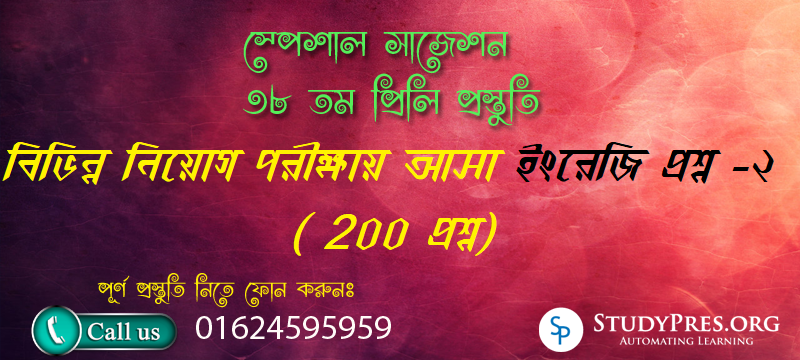 স্পেশাল সাজেশন
৩৮ তম প্রিলি প্রস্তুতি
বিভিন্ন নিয়োগ পরীক্ষায় আসা ইংরেজি প্রশ্ন -২
( 200 প্রশ্ন)
পূর্ণ প্রস্তুতি নিতে ফোন করুনঃ
Call us 01624595959
SP STUDYPRES.ORG
AUTOMATING LEARNING